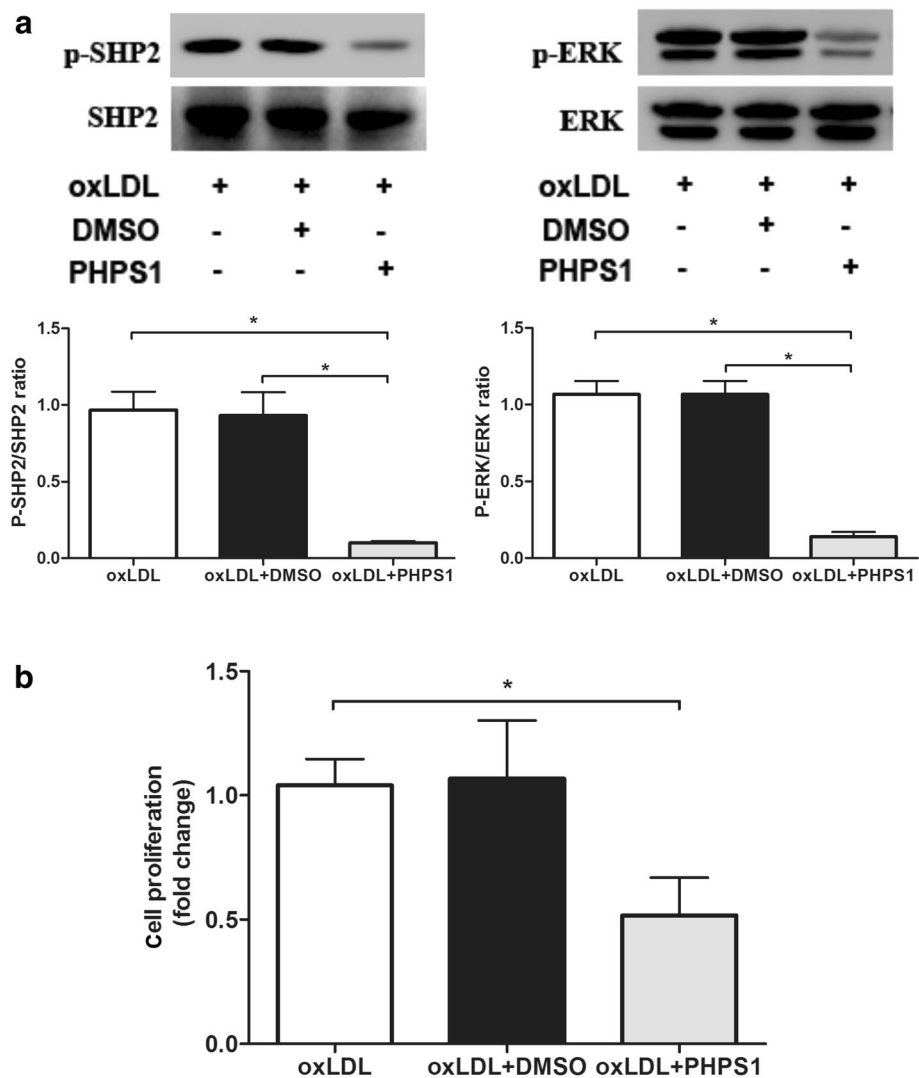 a
p-SHP2
SHP2
oxLDL + + +
DMSO - + -
PHPS1 - - +
p-ERK
ERK
oxLDL + + +
DMSO - + -
PHPS1 - - +
P-SHP2/SHP2 ratio
1.5
1.0
0.5
0.0
*
*
oxLDL oxLDL+DMSO oxLDL+PHPS1
P-ERK/ERK ratio
1.5
1.0
0.5
0.0
*
*
oxLDL oxLDL+DMSO oxLDL+PHPS1
b
Cell proliferation
(fold change)
1.5
1.0
0.5
0.0
*
oxLDL oxLDL+DMSO oxLDL+PHPS1